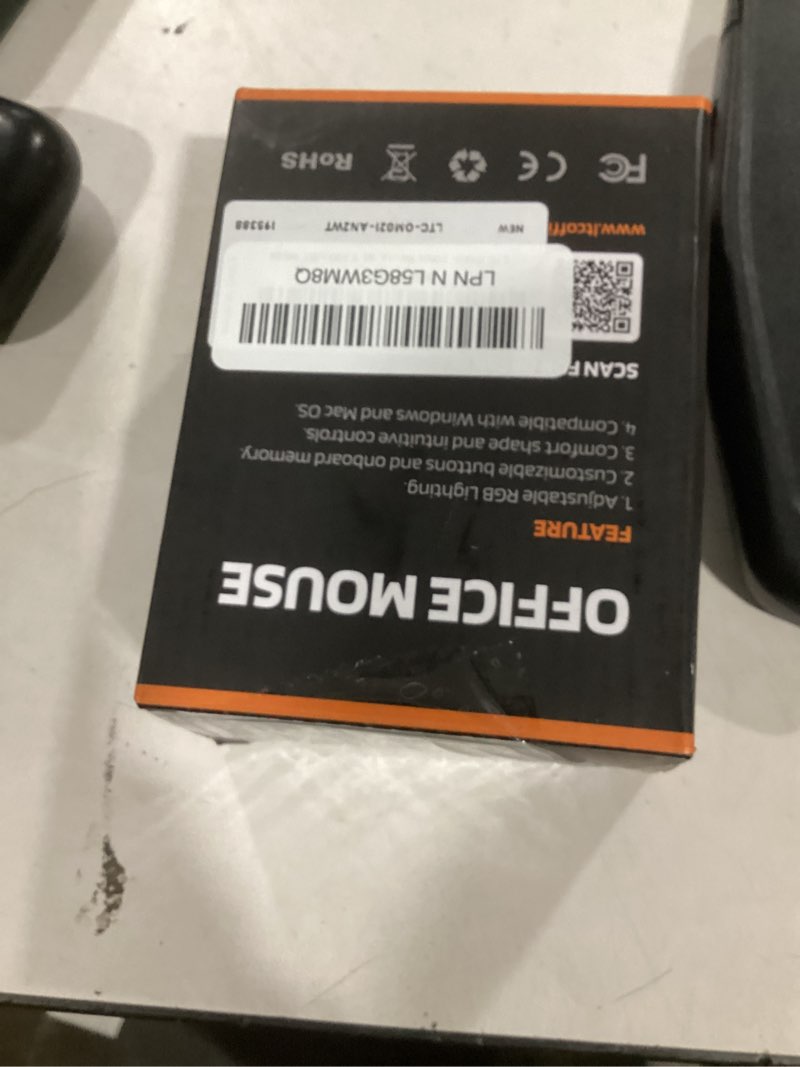 OFFICE MOUSE
FEATURE
1. Adjustable RGB Lighting.
2. Customizable buttons and onboard memory.
3. Comfort shape and intuitive controls.
4. Compatible with Windows and Mac OS.
SCAN F
LPN N L58G3WM8Q
NEW LTC-OM021-AN2WT 195388
www.ltcoffi
FC CE RoHS